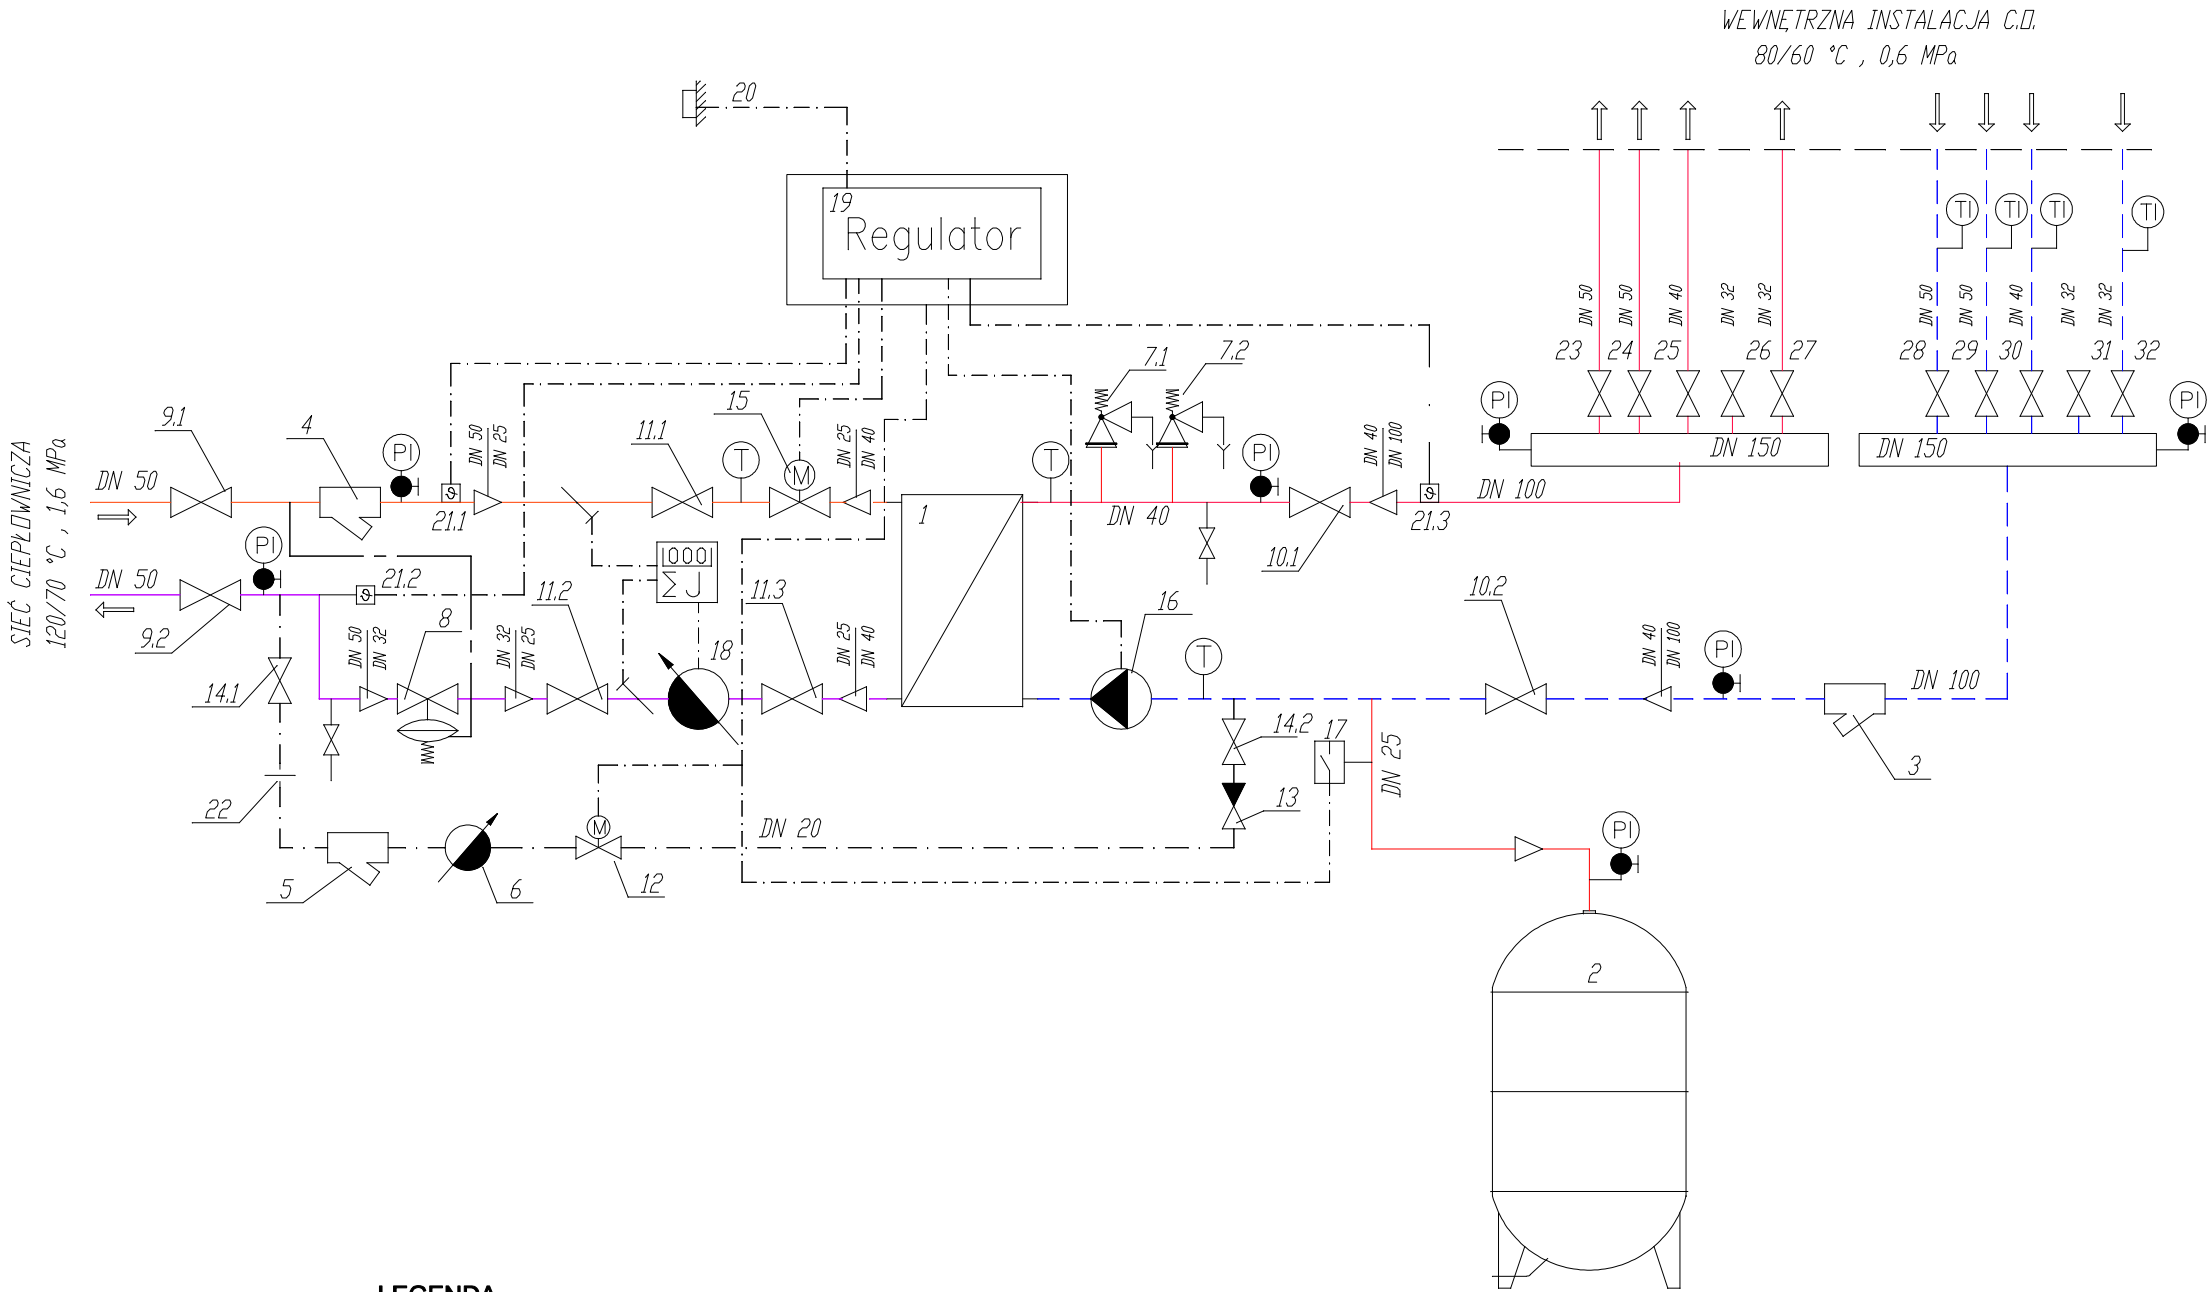 WEWNĘTRZNA INSTALACJA C.O.
80/60 °C , 0,6 MPa
20
19
Regulator
DN 50
DN 50
DN 40
DN 32
DN 32
DN 50
DN 50
DN 40
DN 32
DN 32
TI
TI
TI
TI
23
24
25
26
27
28
29
30
31
32
PI
PI
DN 150
DN 150
SIEĆ CIEPŁOWNICZA
120/70 °C , 1,6 MPa
9.1
4
PI
DN 50
DN 25
11.1
T
15
M
DN 25
DN 40
7.1
7.2
T
PI
DN 40
DN 100
DN 50
21.1
1
DN 40
10.1
21.3
DN 100
PI
DN 50
9.2
21.2
8
DN 50
DN 32
DN 32
DN 25
11.2
1000
ΣJ
18
11.3
DN 25
DN 40
16
T
10.2
DN 40
DN 100
PI
DN 100
3
14.1
22
14.2
17
DN 25
13
5
6
M
12
DN 20
PI
2
LEGENDA